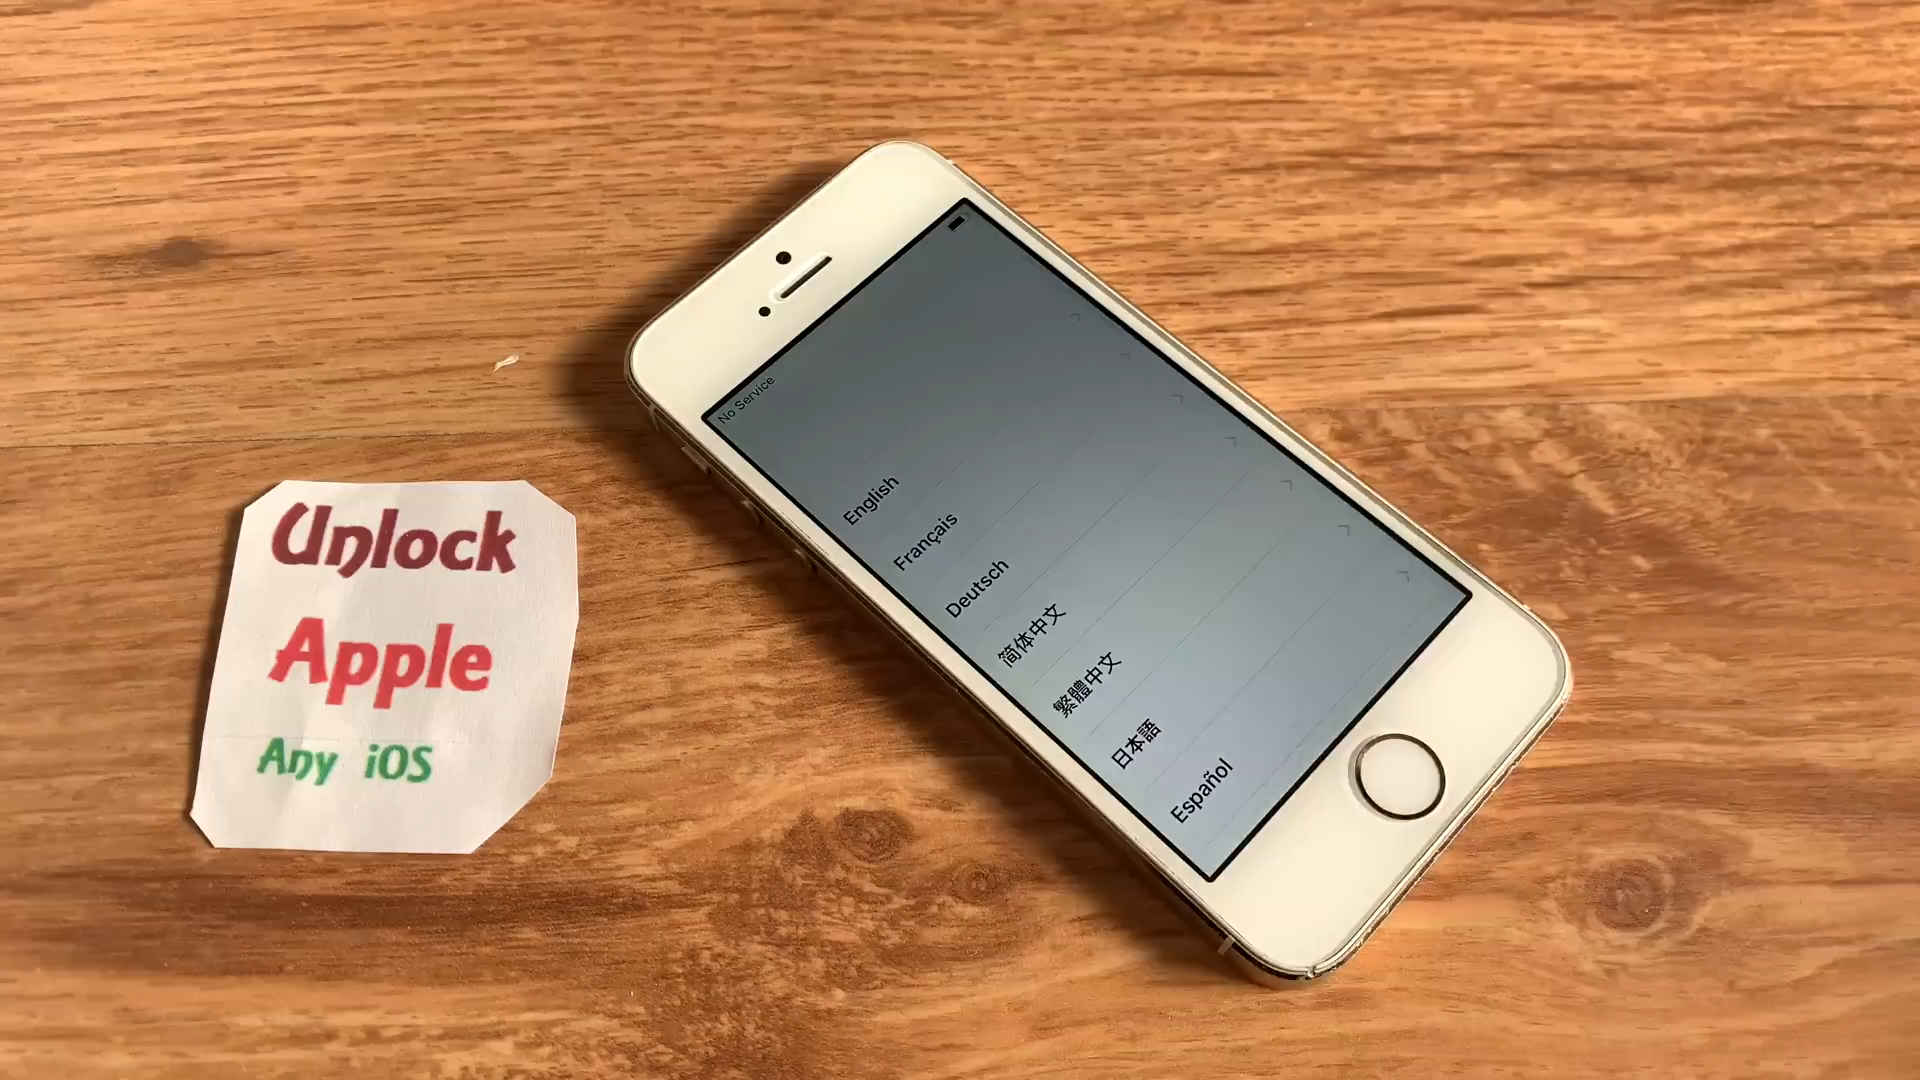 Unlock
Apple
Any iOS
No Service
English
Français
Deutsch
简体中文
繁體中文
日本語
Español